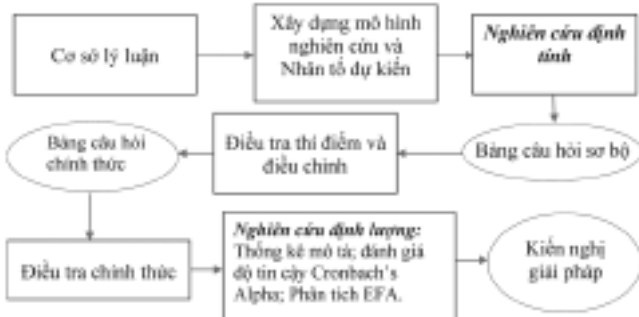 Cơ sở lý luận
Xây dựng mô hình
nghiên cứu và
Nhân tố dự kiến
Nghiên cứu định
tính
Bảng câu hỏi
chính thức
Điều tra thí điểm và
điều chỉnh
Bảng câu hỏi sơ bộ
Điều tra chính thức
Nghiên cứu định lượng:
Thống kê mô tả; đánh giá
độ tin cậy Cronbach's
Alpha; Phân tích EFA.
Kiến nghị
giải pháp